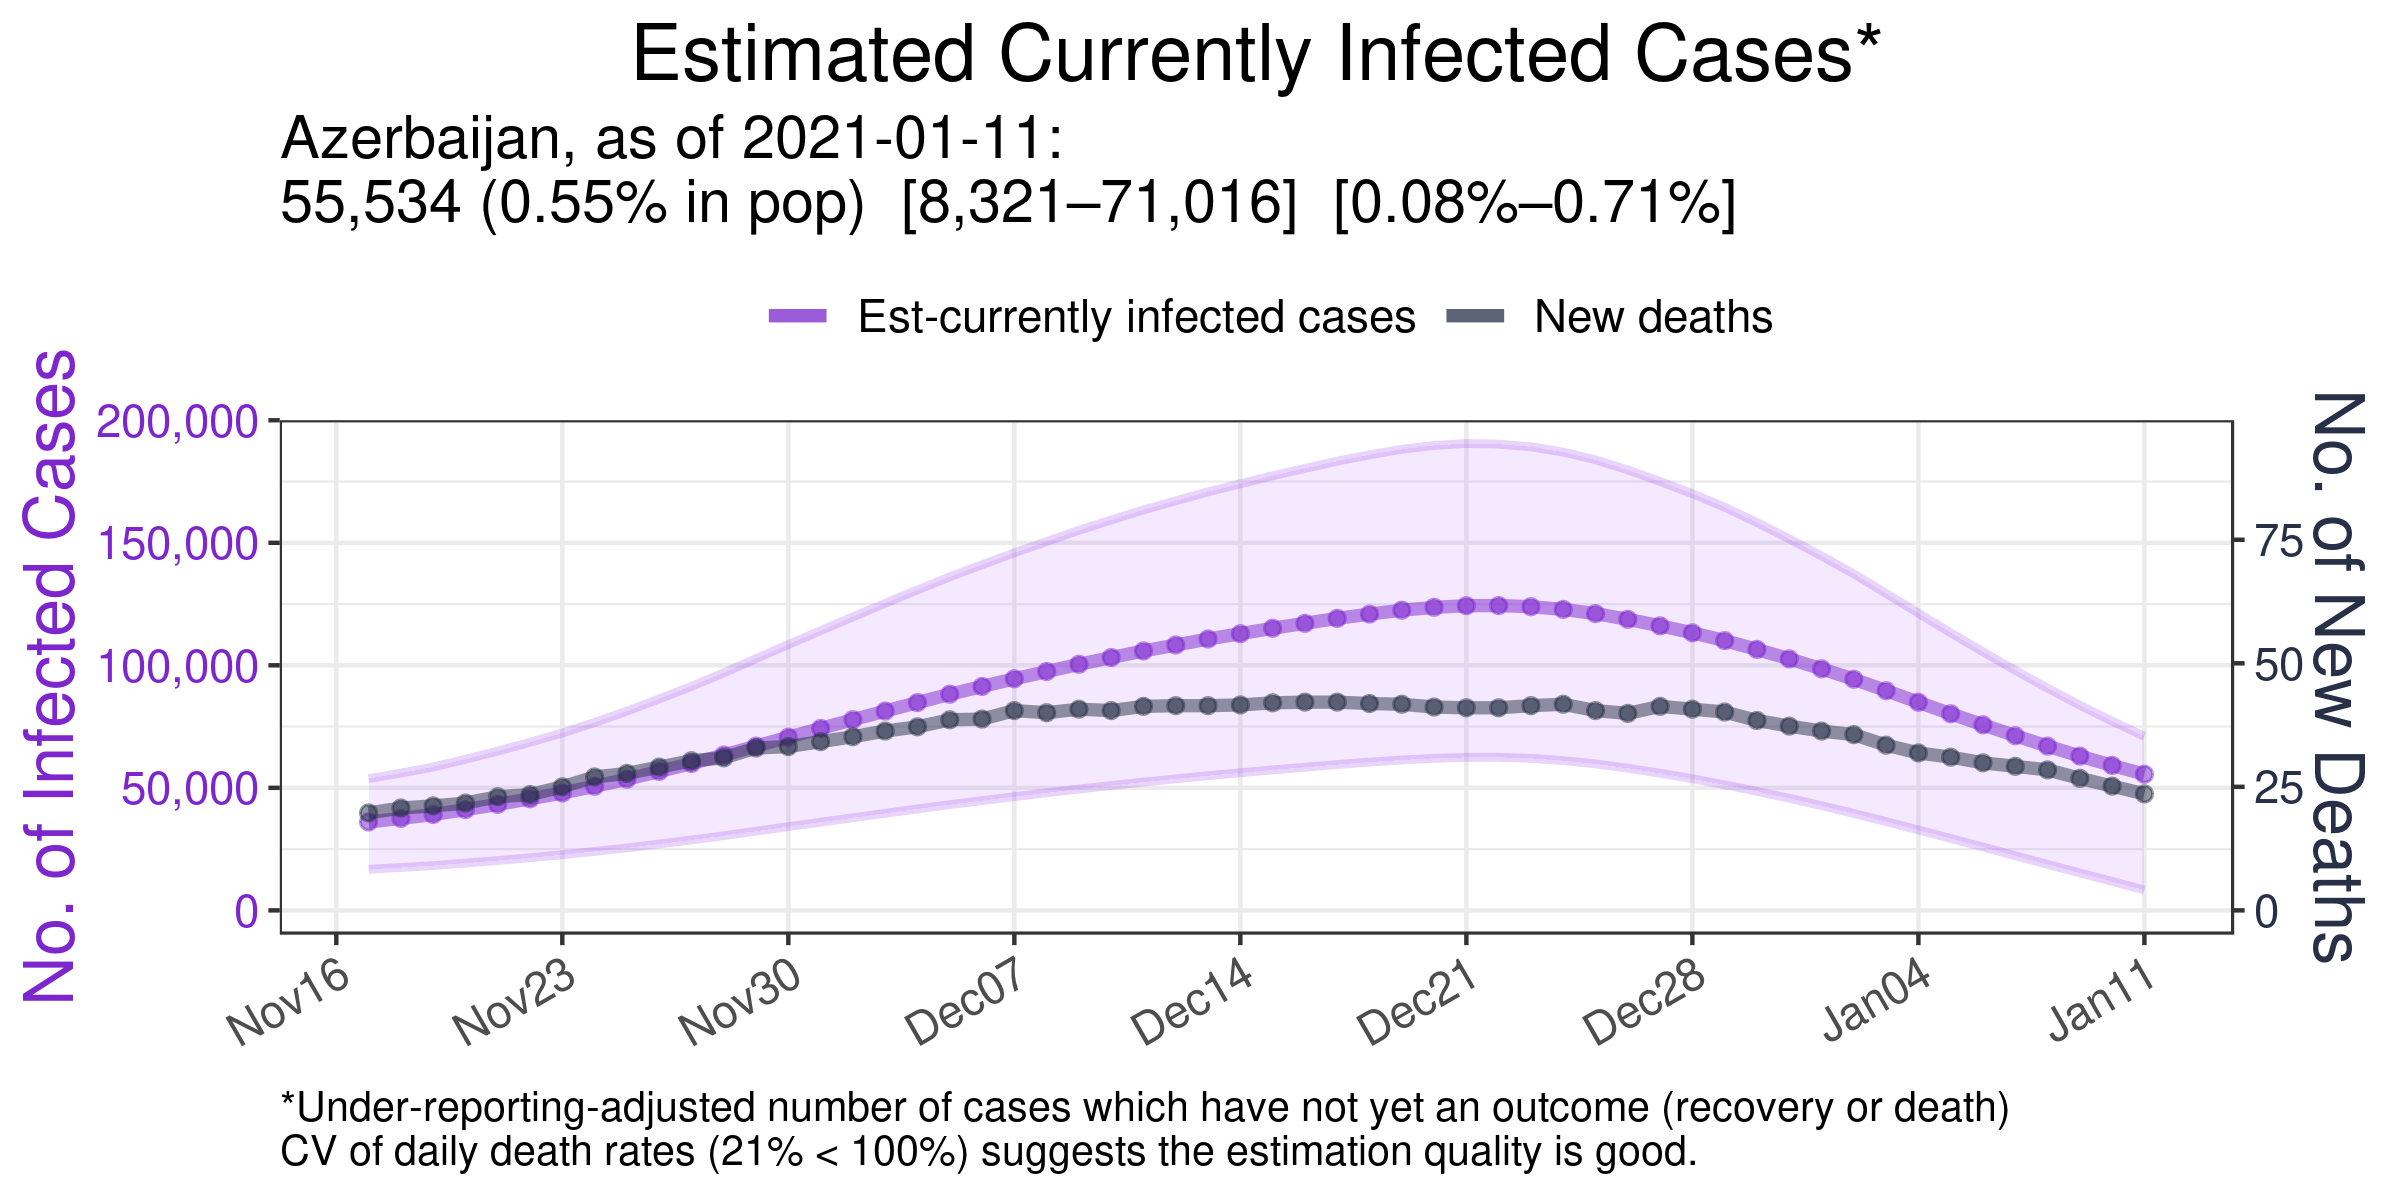 Estimated Currently Infected Cases*
Azerbaijan, as of 2021-01-11:
55,534 (0.55% in pop)  [8,321–71,016]  [0.08%–0.71%]
Est-currently infected cases
New deaths
No. of Infected Cases
200,000
150,000
100,000
50,000
0
No. of New Deaths
75
50
25
0
Nov16
Nov23
Nov30
Dec07
Dec14
Dec21
Dec28
Jan04
Jan11
*Under-reporting-adjusted number of cases which have not yet an outcome (recovery or death)
CV of daily death rates (21% < 100%) suggests the estimation quality is good.